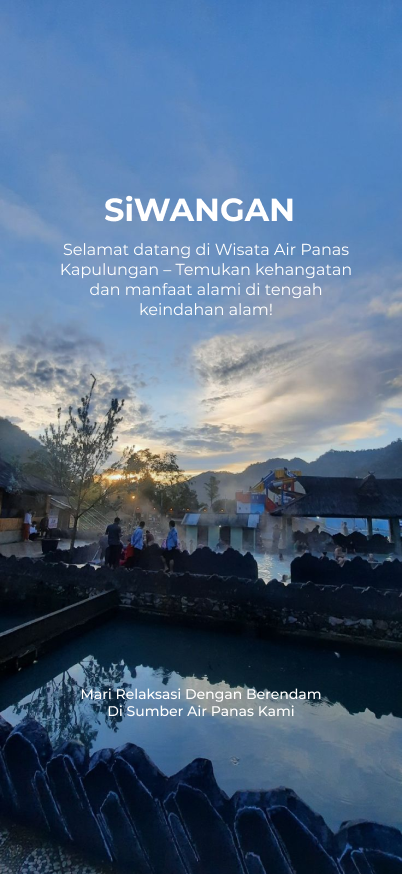 SiWANGAN
Selamat datang di Wisata Air Panas
Kapulungan – Temukan kehangatan
dan manfaat alami di tengah
keindahan alam!
Mari Relaksasi Dengan Berendam
Di Sumber Air Panas Kami